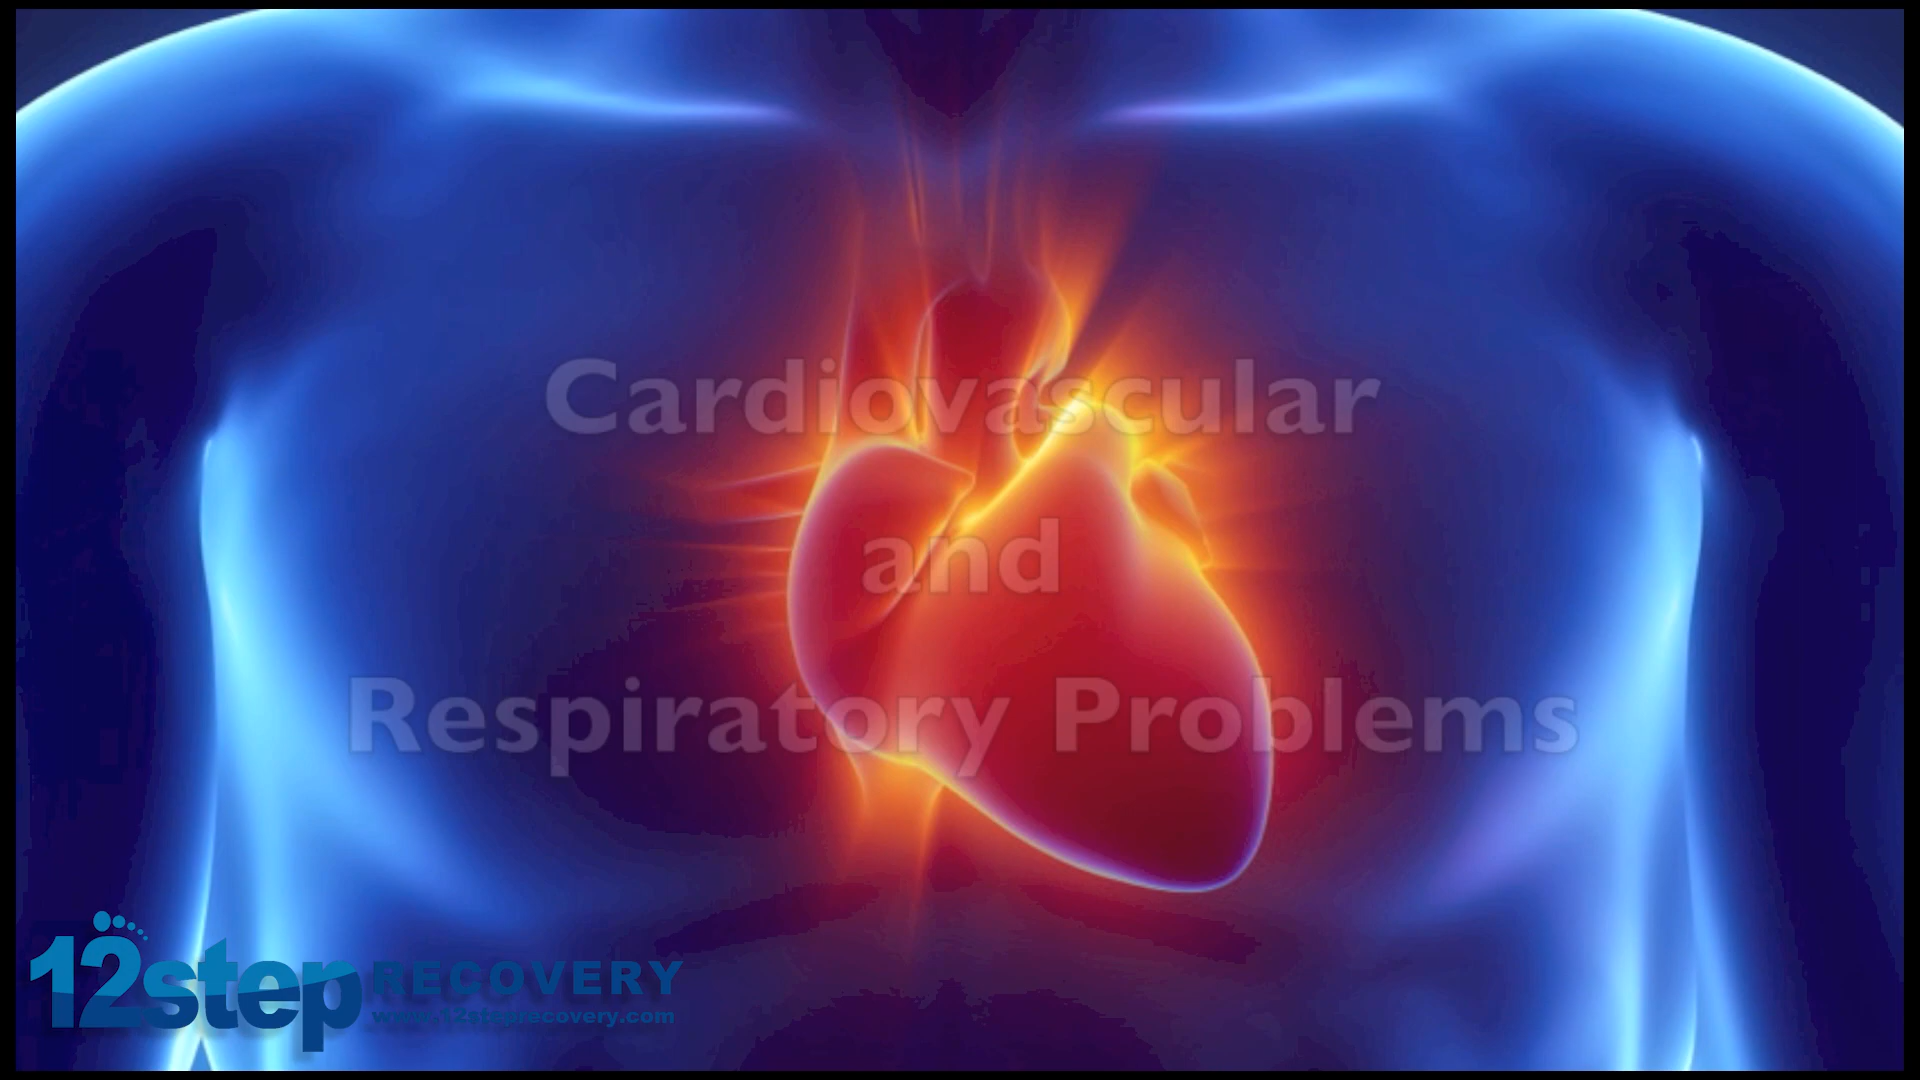 Cardiovascular
and
Respiratory Problems
12step RECOVERY
www.12steprecovery.com